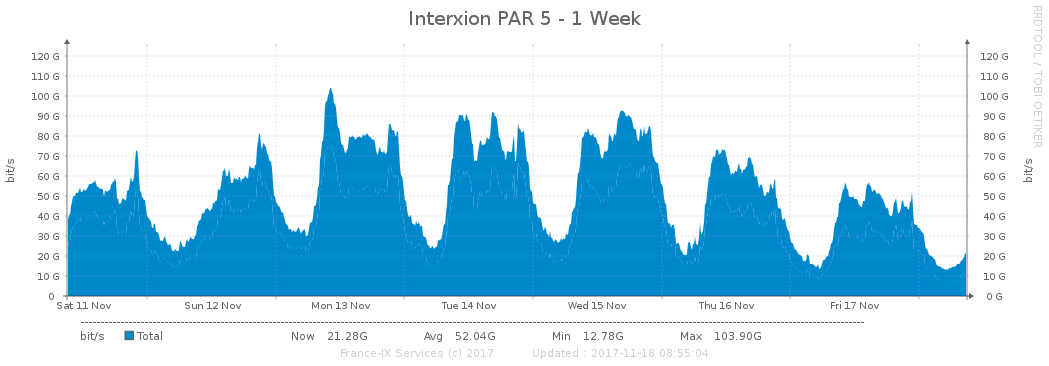 Interxion PAR 5 - 1 Week
RRDTOOL / TOBI OETIKER
bit/s
120 G 120 G
110 G 110 G
100 G 100 G
90 G 90 G
80 G 80 G
70 G 70 G
60 G 60 G
50 G 50 G
40 G 40 G
30 G 30 G
20 G 20 G
10 G 10 G
0 0 G
bit/s
Sat 11 Nov Sun 12 Nov Mon 13 Nov Tue 14 Nov Wed 15 Nov Thu 16 Nov Fri 17 Nov
bit/s Total Now 21.28G Avg 52.04G Min 12.78G Max 103.90G
France-IX Services (c) 2017 Updated : 2017-11-18 08:55:04